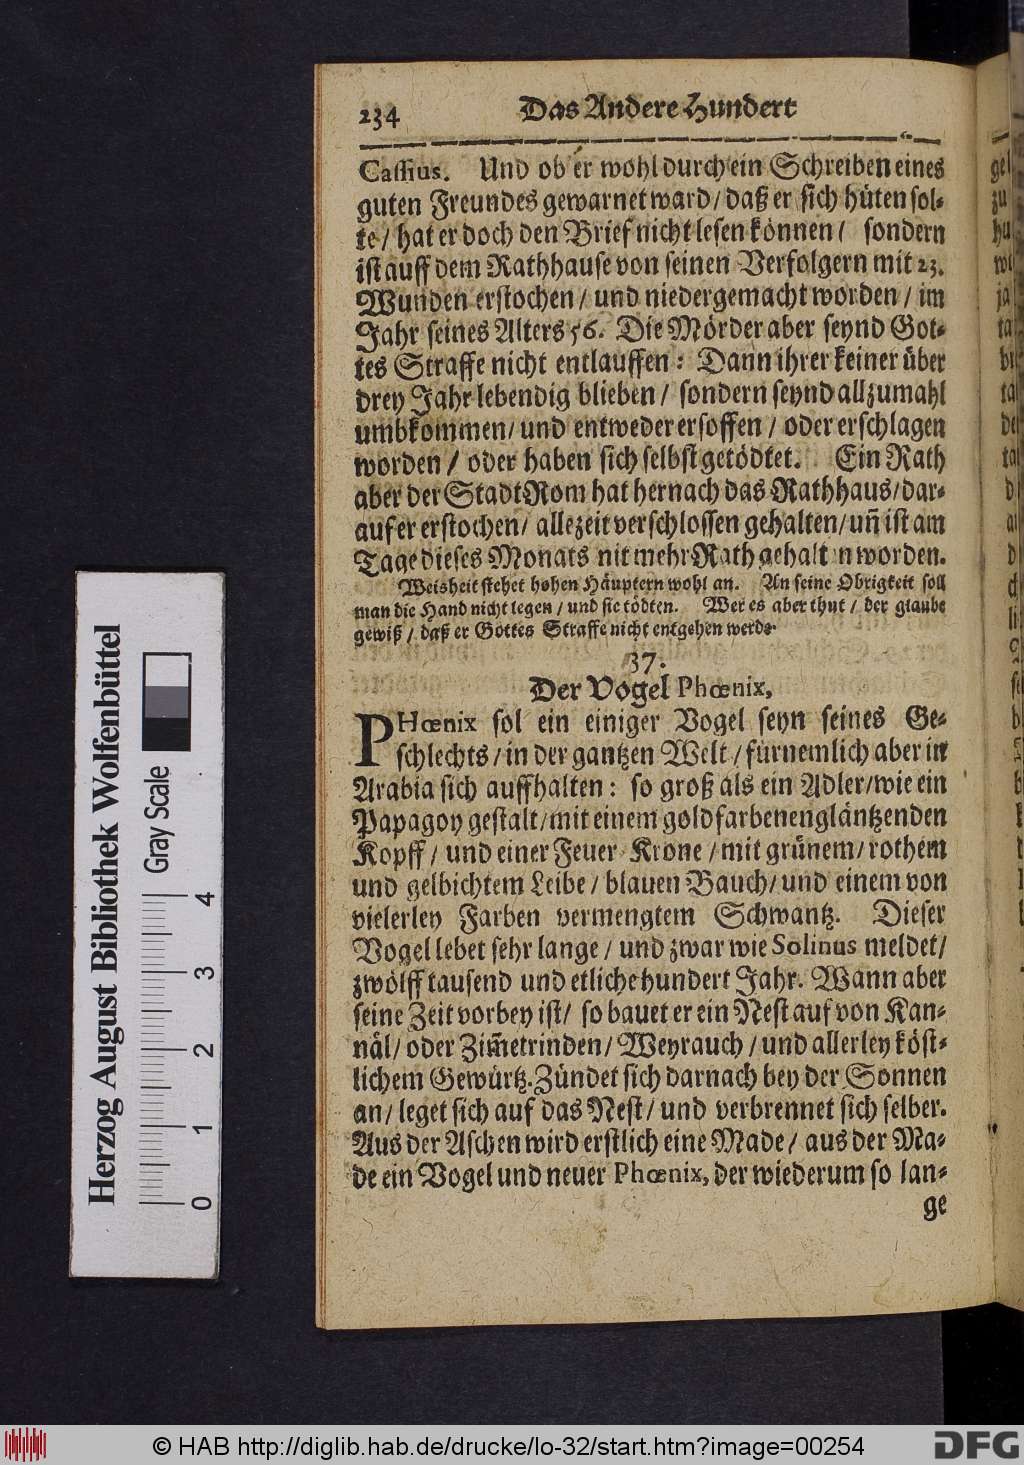 234 Das Andere Hundert
Cassius. Und ob er wohl durch ein Schreiben eines
guten Freundes gewarnet ward / daß er sich hüten sol-
te / hat er doch den Brief nicht lesen können / sondern
ist auff dem Rathhause von seinen Verfolgern mit 23.
Wunden erstochen / und niedergemacht worden / im
Jahr seines Alters 56. Die Mörder aber seynd Got-
tes Straffe nicht entlauffen: Dann ihrer keiner über
drey Jahr lebendig blieben / sondern seynd allzumahl
umbkommen / und entweder ersoffen / oder erschlagen
worden / oder haben sich selbst getödtet. Ein Rath
aber der Stadt Rom hat hernach das Rathhaus / dar-
auf er erstochen / allezeit verschlossen gehalten / uñ ist am
Tage dieses Monats nit mehr Rath gehalt n worden.
Weisheit stehet hohen Häuptern wohl an. An seine Obrigkeit soll
man die Hand nicht legen / und sie tödten. Wer es aber thut / der glaube
gewiß / daß er Gottes Straffe nicht entgehen werde
37.
Der Vogel Phœnix,
PHœnix sol ein einiger Vogel seyn seines Ge-
schlechts / in der gantzen Welt / fürnemlich aber in
Arabia sich auffhalten: so groß als ein Adler / wie ein
Papagoy gestalt / mit einem goldfarbenen gläntzenden
Kopff / und einer Feuer Krone / mit grünem / rothem
und gelbichtem Leibe / blauen Bauch / und einem von
vielerley Farben vermengtem Schwantz. Dieser
Vogel lebet sehr lange / und zwar wie Solinus meldet /
zwölff tausend und etliche hundert Jahr. Wann aber
seine Zeit vorbey ist / so bauet er ein Nest auf von Kan-
näl / oder Zim̃etrinden / Weyrauch / und allerley köst-
lichem Gewürtz. Zündet sich darnach bey der Sonnen
an / leget sich auf das Nest / und verbrennet sich selber.
Aus der Aschen wird erstlich eine Made / aus der Ma-
de ein Vogel und neuer Phœnix, der wiederum so lan-
ge
Herzog August Bibliothek Wolfenbüttel
Gray Scale
0 1 2 3 4
© HAB http://diglib.hab.de/drucke/lo-32/start.htm?image=00254
DFG